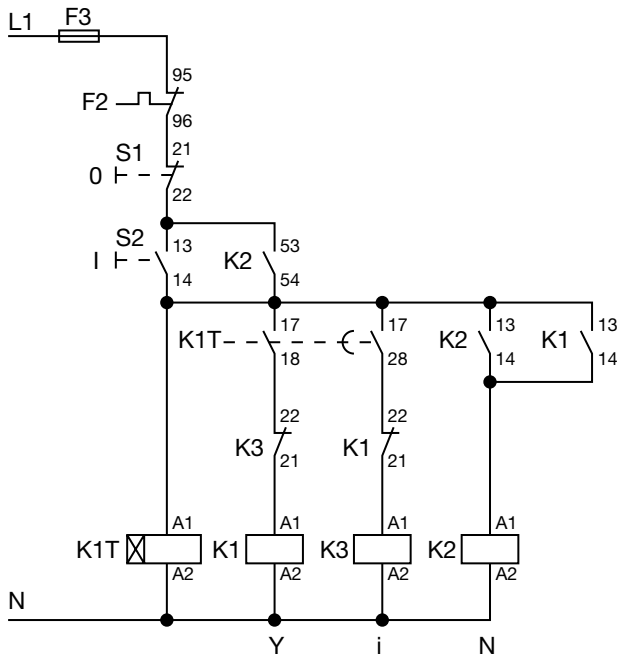 L1 F3
95
F2
96
S1 21
0
22
S2 13 K2 53
I
14 54
K1T 17 17 K2 13 K1 13
18 28 14 14
K3 22 K1 22
21 21
A1 A1 A1 A1
K1T K1 K3 K2
A2 A2 A2 A2
N
Y i N